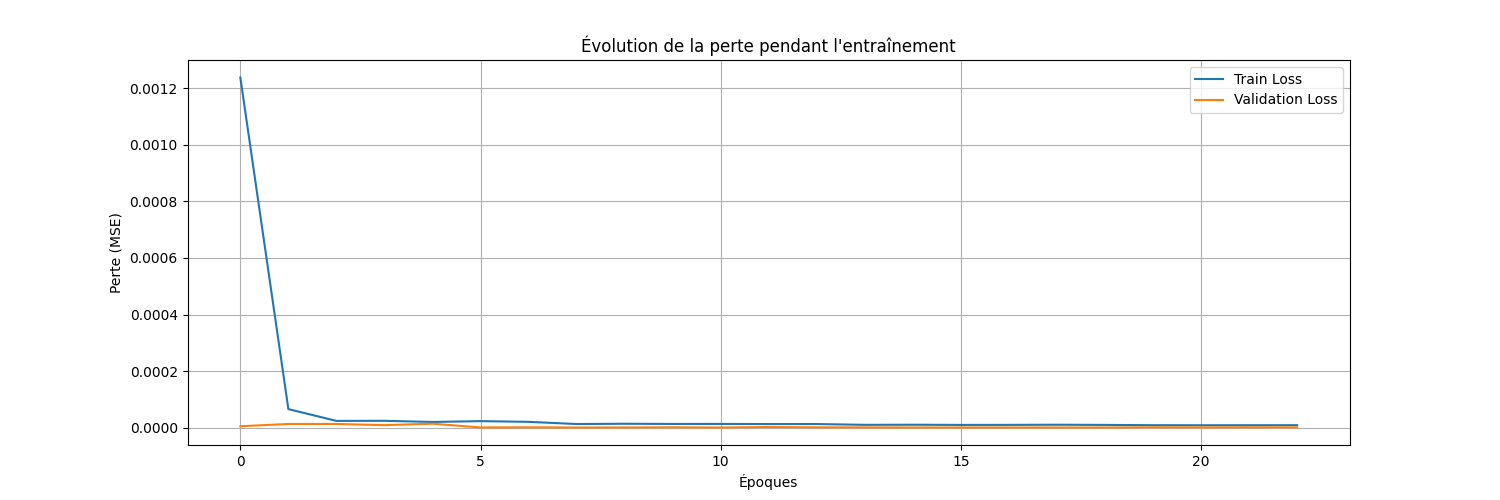 Évolution de la perte pendant l'entraînement
Train Loss
Validation Loss
0.0012
0.0010
0.0008
0.0006
0.0004
0.0002
0.0000
Perte (MSE)
0 5 10 15 20
Époques